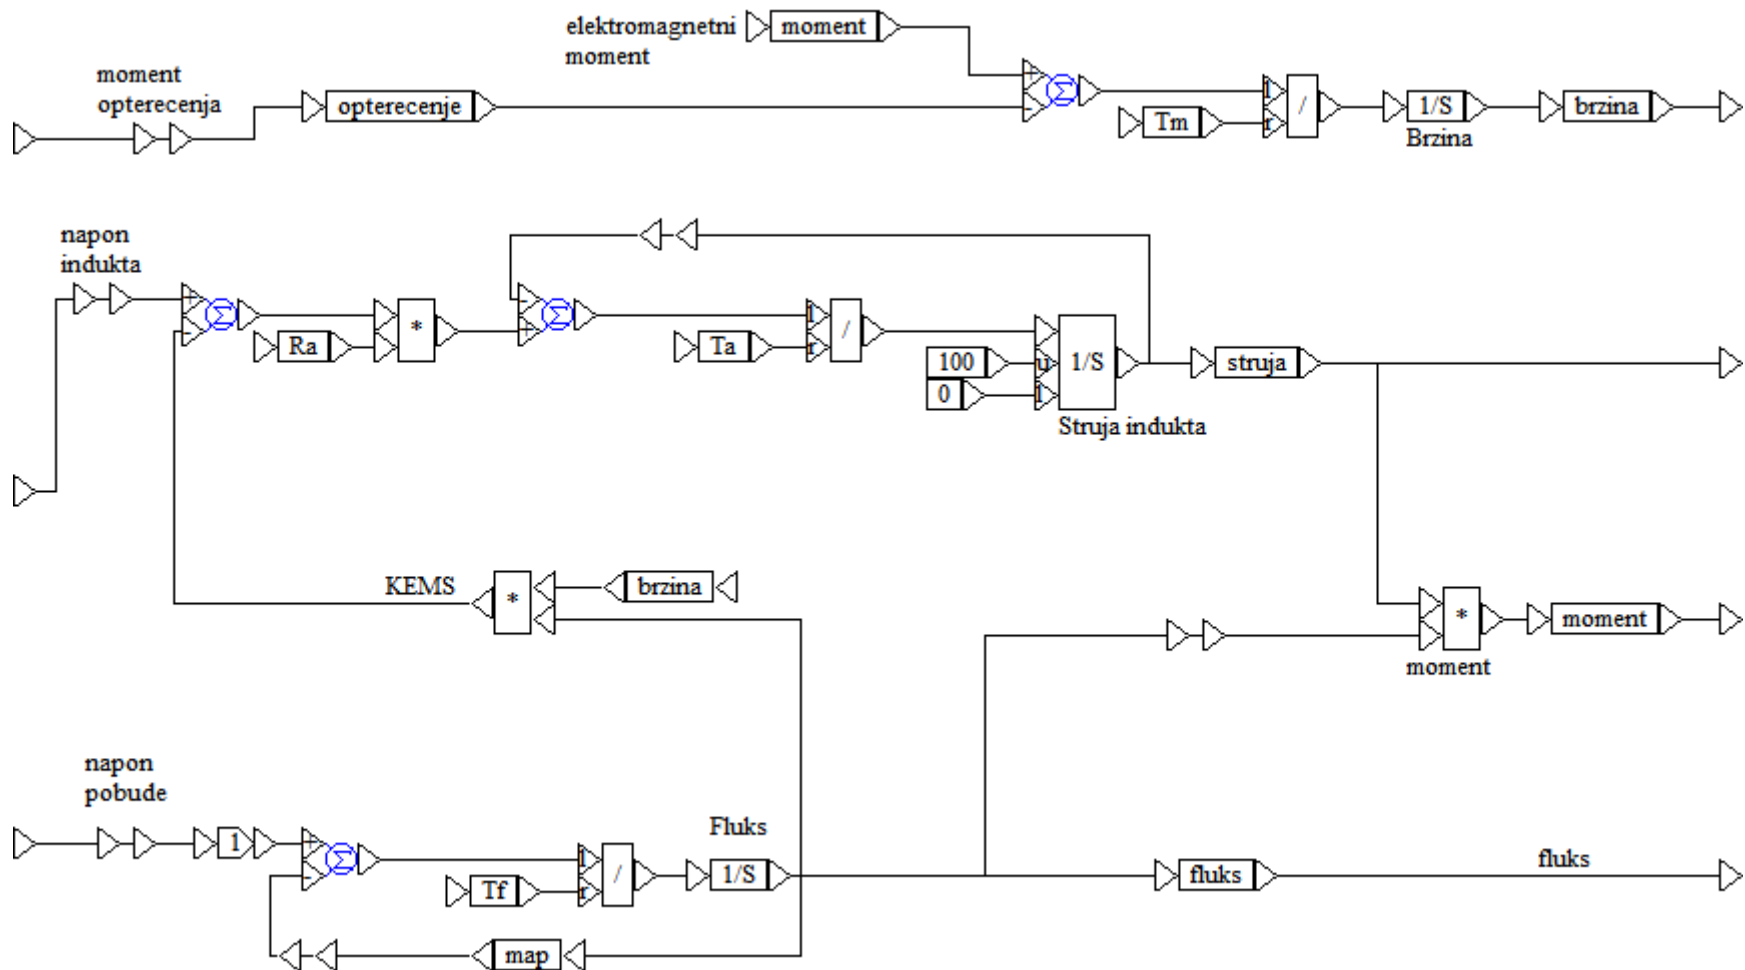 elektromagnetni
moment
moment
moment
opterecenja
opterecenje
+
-
Σ
Tm
l
r
/
1/S
Brzina
brzina
napon
indukta
+
-
Σ
Ra
*
-
+
Σ
Ta
l
r
/
100
0
u
l
1/S
Struja indukta
struja
KEMS
*
brzina
*
moment
moment
napon
pobude
1
+
-
Σ
Tf
l
r
/
Fluks
1/S
fluks
fluks
map